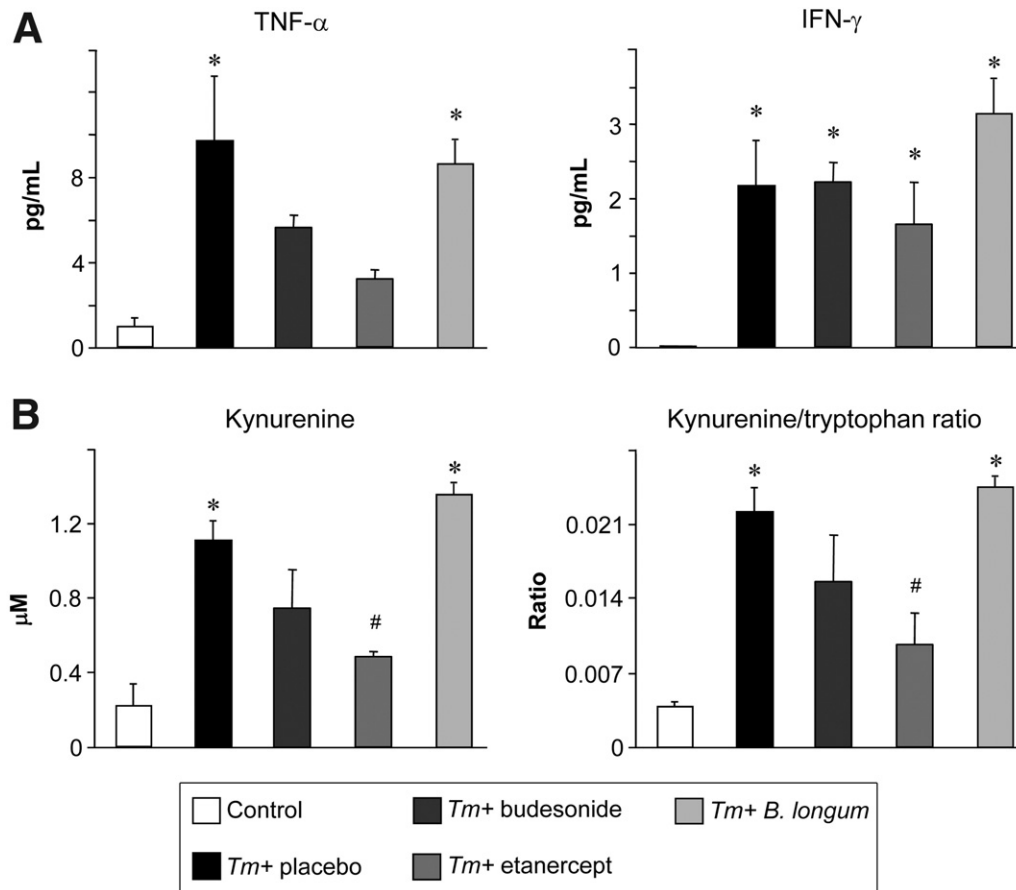 A
TNF-α
IFN-γ
pg/mL
8
4
0
*
*
pg/mL
3
2
1
0
*
*
*
*
B
Kynurenine
Kynurenine/tryptophan ratio
μM
1.2
0.8
0.4
0
*
#
*
Ratio
0.021
0.014
0.007
0
*
#
*
Control
Tm+ budesonide
Tm+ B. longum
Tm+ placebo
Tm+ etanercept